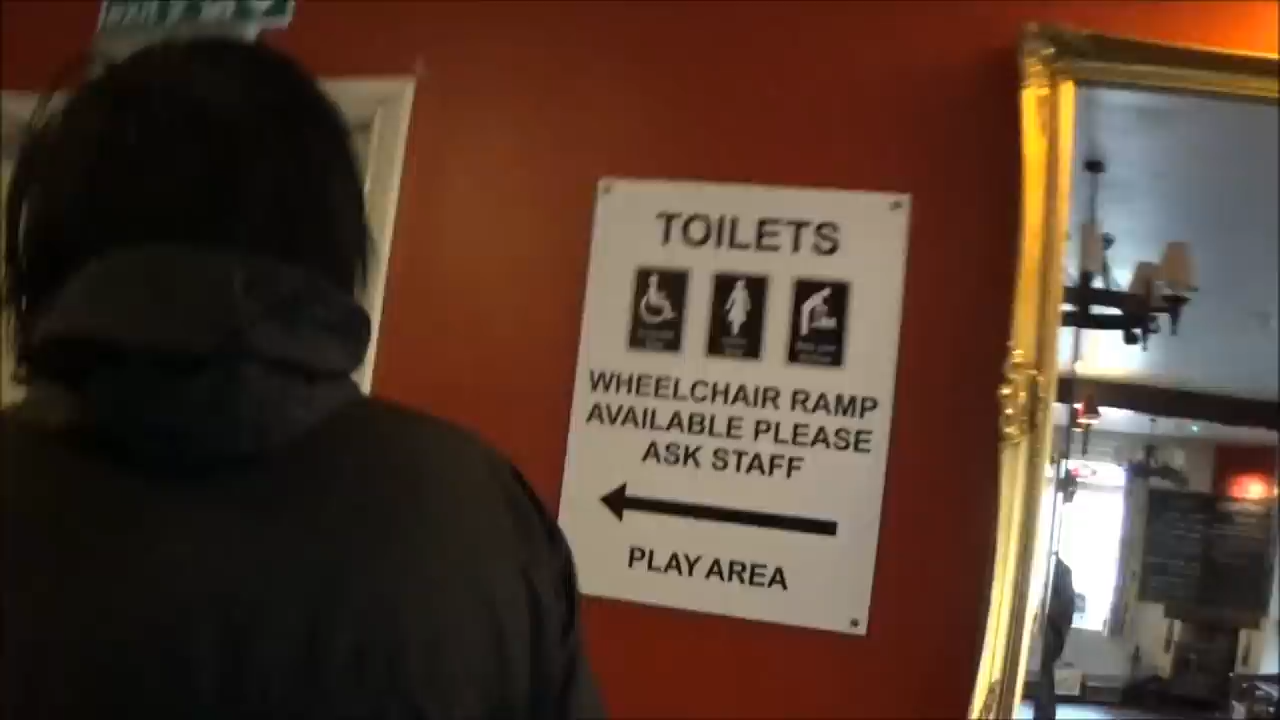 TOILETS
WHEELCHAIR RAMP
AVAILABLE PLEASE
ASK STAFF
PLAY AREA